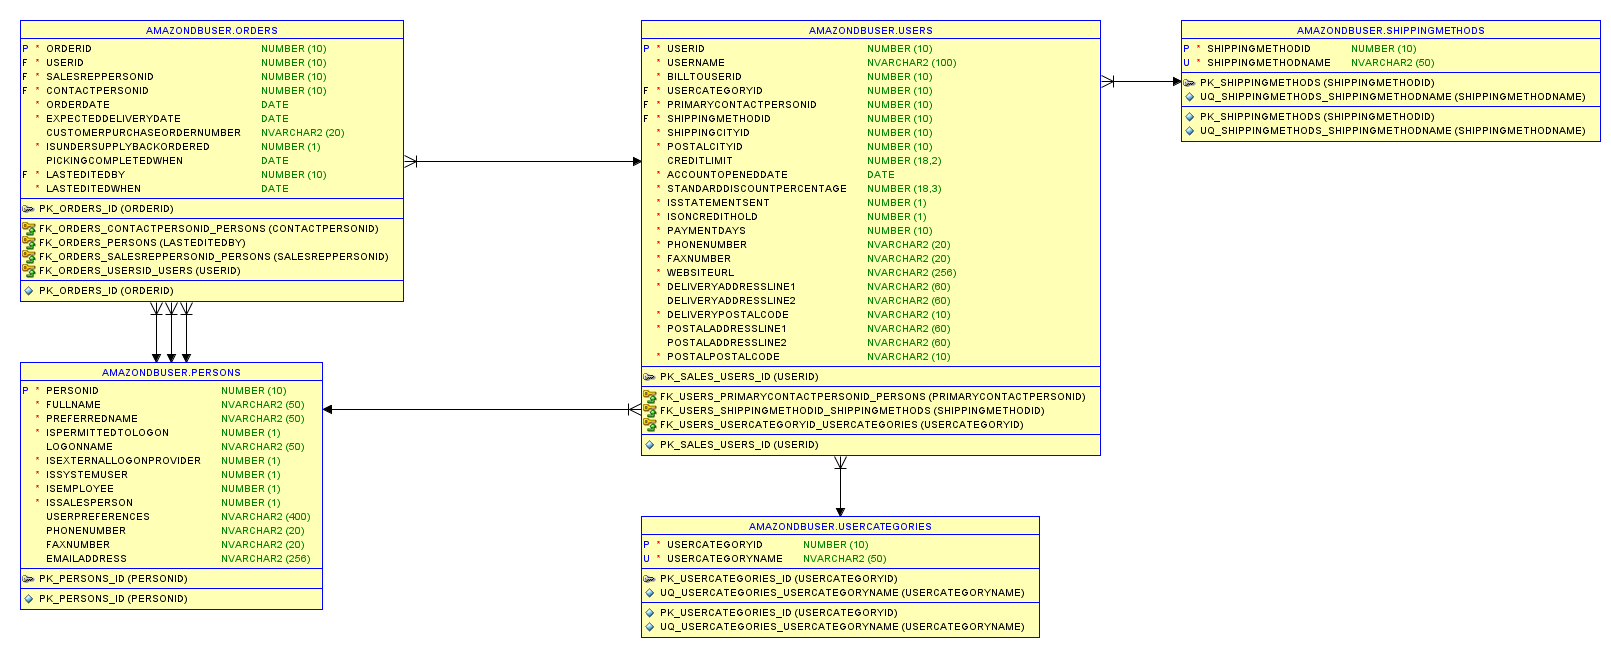 AMAZONDBUSER.ORDERS
P * ORDERID NUMBER (10)
F * USERID NUMBER (10)
F * SALESREPPERSONID NUMBER (10)
F * CONTACTPERSONID NUMBER (10)
* ORDERDATE DATE
* EXPECTEDDELIVERYDATE DATE
CUSTOMERPURCHASEORDERNUMBER NVARCHAR2 (20)
* ISUNDERSUPPLYBACKORDERED NUMBER (1)
PICKINGCOMPLETEDWHEN DATE
F * LASTEDITEDBY NUMBER (10)
* LASTEDITEDWHEN DATE
PK_ORDERS_ID (ORDERID)
FK_ORDERS_CONTACTPERSONID_PERSONS (CONTACTPERSONID)
FK_ORDERS_PERSONS (LASTEDITEDBY)
FK_ORDERS_SALESREPPERSONID_PERSONS (SALESREPPERSONID)
FK_ORDERS_USERSID_USERS (USERID)
PK_ORDERS_ID (ORDERID)
AMAZONDBUSER.USERS
P * USERID NUMBER (10)
* USERNAME NVARCHAR2 (100)
* BILLTOUSERID NUMBER (10)
F * USERCATEGORYID NUMBER (10)
F * PRIMARYCONTACTPERSONID NUMBER (10)
F * SHIPPINGMETHODID NUMBER (10)
* SHIPPINGCITYID NUMBER (10)
* POSTALCITYID NUMBER (10)
CREDITLIMIT NUMBER (18,2)
* ACCOUNTOPENEDDATE DATE
* STANDARDDISCOUNTPERCENTAGE NUMBER (18,3)
* ISSTATEMENTSENT NUMBER (1)
* ISONCREDITHOLD NUMBER (1)
* PAYMENTDAYS NUMBER (10)
* PHONENUMBER NVARCHAR2 (20)
* FAXNUMBER NVARCHAR2 (20)
* WEBSITEURL NVARCHAR2 (256)
* DELIVERYADDRESSLINE1 NVARCHAR2 (60)
DELIVERYADDRESSLINE2 NVARCHAR2 (60)
* DELIVERYPOSTALCODE NVARCHAR2 (10)
* POSTALADDRESSLINE1 NVARCHAR2 (60)
POSTALADDRESSLINE2 NVARCHAR2 (60)
* POSTALPOSTALCODE NVARCHAR2 (10)
PK_SALES_USERS_ID (USERID)
FK_USERS_PRIMARYCONTACTPERSONID_PERSONS (PRIMARYCONTACTPERSONID)
FK_USERS_SHIPPINGMETHODID_SHIPPINGMETHODS (SHIPPINGMETHODID)
FK_USERS_USERCATEGORYID_USERCATEGORIES (USERCATEGORYID)
PK_SALES_USERS_ID (USERID)
AMAZONDBUSER.SHIPPINGMETHODS
P * SHIPPINGMETHODID NUMBER (10)
U * SHIPPINGMETHODNAME NVARCHAR2 (50)
PK_SHIPPINGMETHODS (SHIPPINGMETHODID)
UQ_SHIPPINGMETHODS_SHIPPINGMETHODNAME (SHIPPINGMETHODNAME)
PK_SHIPPINGMETHODS (SHIPPINGMETHODID)
UQ_SHIPPINGMETHODS_SHIPPINGMETHODNAME (SHIPPINGMETHODNAME)
AMAZONDBUSER.PERSONS
P * PERSONID NUMBER (10)
* FULLNAME NVARCHAR2 (50)
* PREFERREDNAME NVARCHAR2 (50)
* ISPERMITTEDTOLOGON NUMBER (1)
LOGONNAME NVARCHAR2 (50)
* ISEXTERNALLOGONPROVIDER NUMBER (1)
* ISSYSTEMUSER NUMBER (1)
* ISEMPLOYEE NUMBER (1)
* ISSALESPERSON NUMBER (1)
USERPREFERENCES NVARCHAR2 (400)
PHONENUMBER NVARCHAR2 (20)
FAXNUMBER NVARCHAR2 (20)
EMAILADDRESS NVARCHAR2 (256)
PK_PERSONS_ID (PERSONID)
PK_PERSONS_ID (PERSONID)
AMAZONDBUSER.USERCATEGORIES
P * USERCATEGORYID NUMBER (10)
U * USERCATEGORYNAME NVARCHAR2 (50)
PK_USERCATEGORIES_ID (USERCATEGORYID)
UQ_USERCATEGORIES_USERCATEGORYNAME (USERCATEGORYNAME)
PK_USERCATEGORIES_ID (USERCATEGORYID)
UQ_USERCATEGORIES_USERCATEGORYNAME (USERCATEGORYNAME)